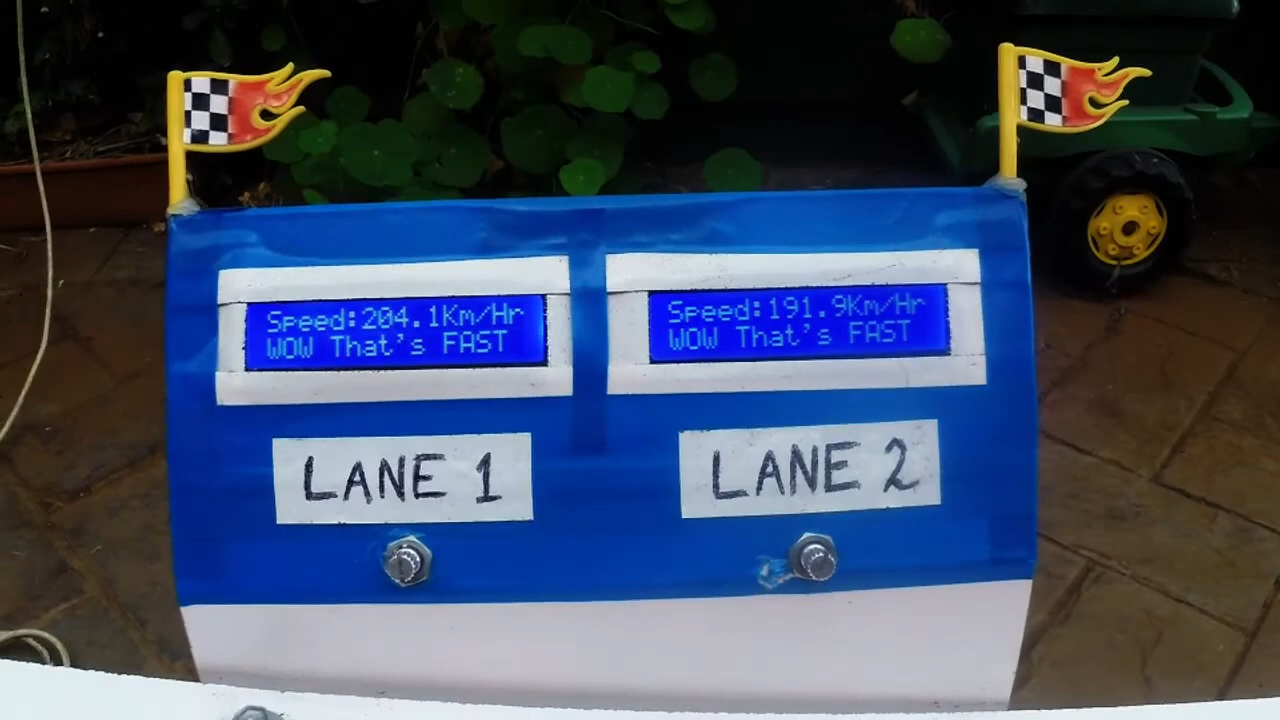 Speed:204.1Km/Hr
WOW That's FAST
Speed:191.9Km/Hr
WOW That's FAST
LANE 1
LANE 2